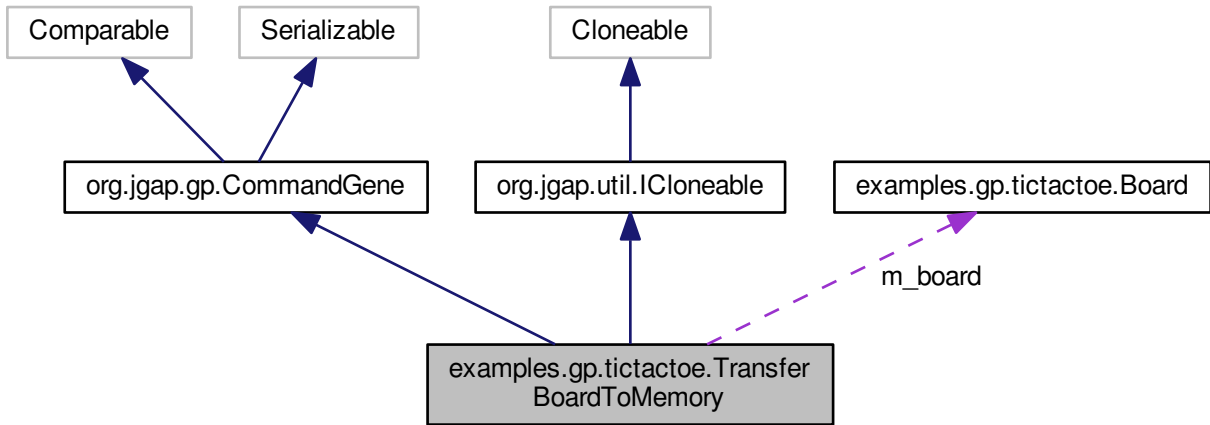 Comparable
Serializable
Cloneable
org.jgap.gp.CommandGene
org.jgap.util.ICloneable
examples.gp.tictactoe.Board
m_board
examples.gp.tictactoe.Transfer
BoardToMemory